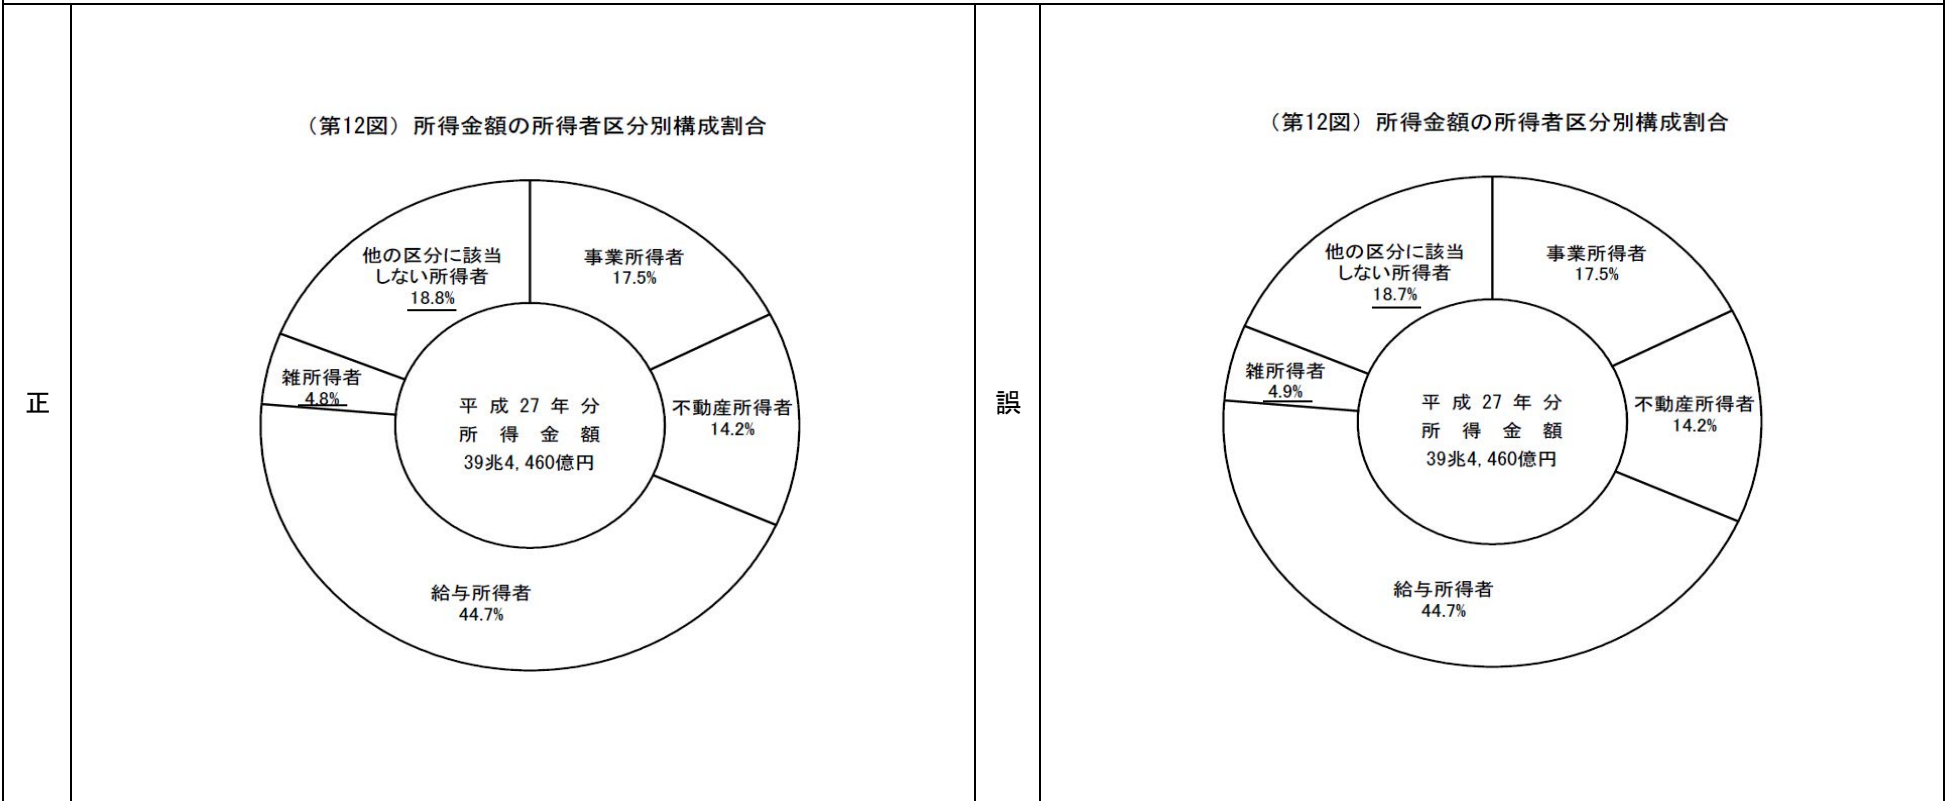 正
（第12図）所得金額の所得者区分別構成割合
他の区分に該当
しない所得者
18.8%
事業所得者
17.5%
雑所得者
4.8%
平成27年分
所得金額
39兆4,460億円
不動産所得者
14.2%
給与所得者
44.7%
誤
（第12図）所得金額の所得者区分別構成割合
他の区分に該当
しない所得者
18.7%
事業所得者
17.5%
雑所得者
4.9%
平成27年分
所得金額
39兆4,460億円
不動産所得者
14.2%
給与所得者
44.7%